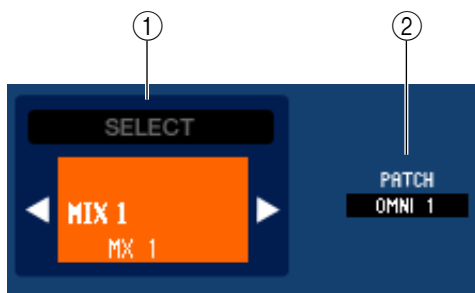 ① ②
SELECT
MIX 1
MX 1
PATCH
OMNI 1